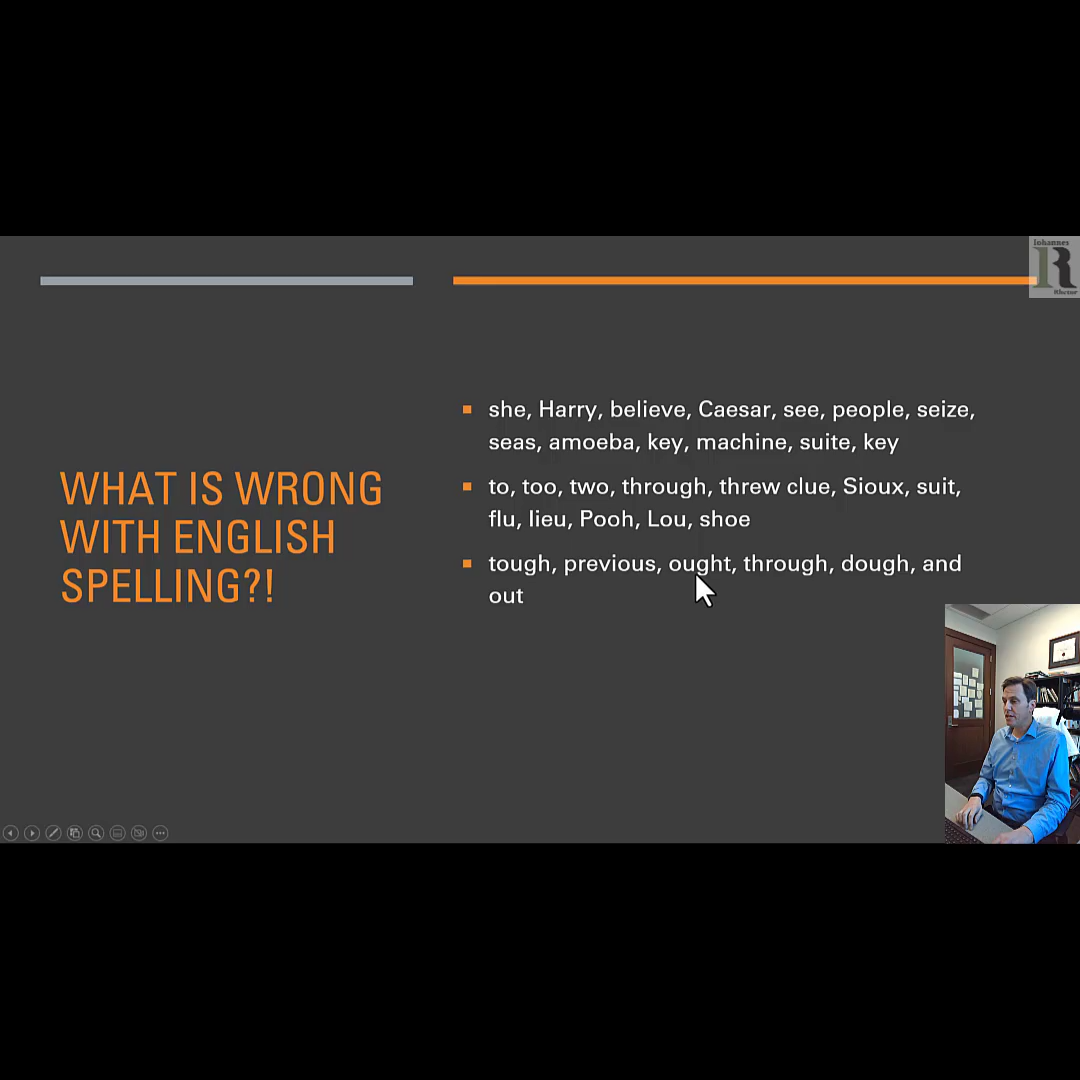 Iohannes
R
Rhetor
she, Harry, believe, Caesar, see, people, seize,
seas, amoeba, key, machine, suite, key
WHAT IS WRONG
WITH ENGLISH
SPELLING?!
to, too, two, through, threw clue, Sioux, suit,
flu, lieu, Pooh, Lou, shoe
tough, previous, ought, through, dough, and
out